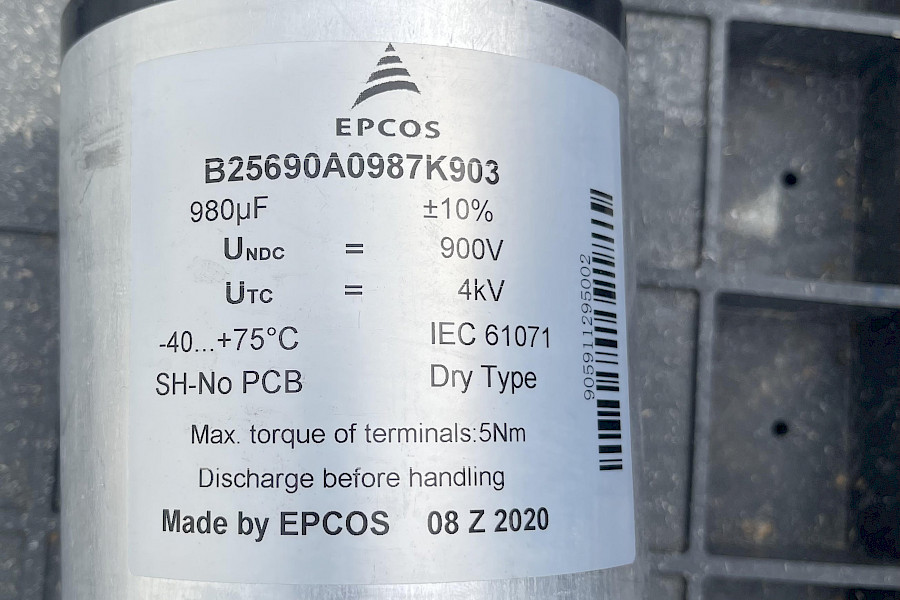 EPCOS
B25690A0987K903
980µF ±10%
UNDC = 900V
UTC = 4kV
-40...+75°C IEC 61071
SH-No PCB Dry Type
Max. torque of terminals:5Nm
Discharge before handling
Made by EPCOS 08 Z 2020
905911295002